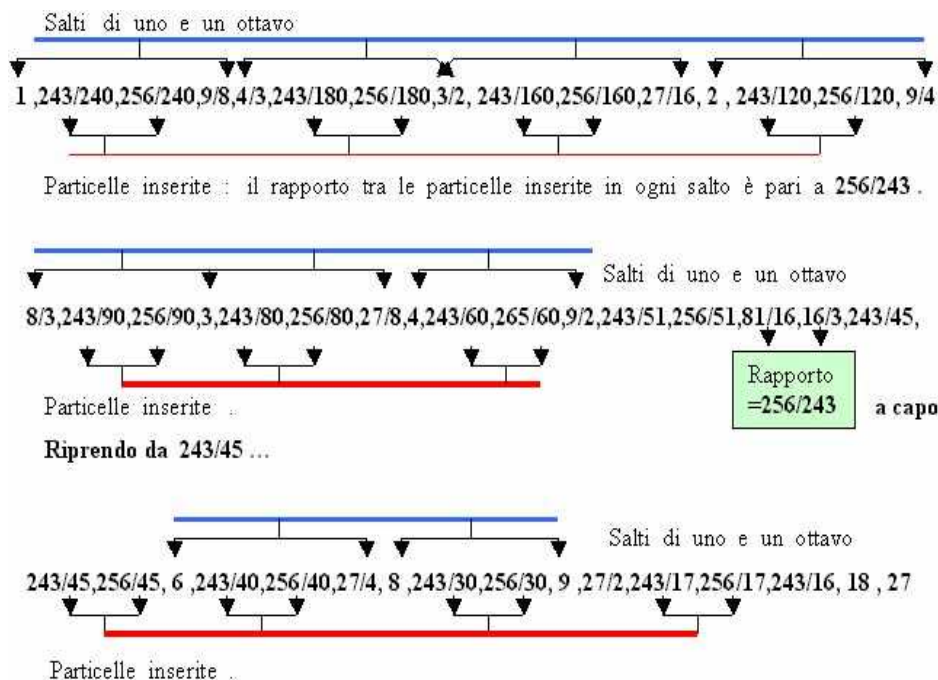 Salti di uno e un ottavo
1 ,243/240,256/240,9/8,4/3,243/180,256/180,3/2, 243/160,256/160,27/16, 2 , 243/120,256/120, 9/4
Particelle inserite : il rapporto tra le particelle inserite in ogni salto è pari a 256/243 .
Salti di uno e un ottavo
8/3,243/90,256/90,3,243/80,256/80,27/8,4,243/60,265/60,9/2,243/51,256/51,81/16,16/3,243/45,
Particelle inserite .
Rapporto
=256/243
a capo
Riprendo da 243/45 ...
Salti di uno e un ottavo
243/45,256/45, 6 ,243/40,256/40,27/4, 8 ,243/30,256/30, 9 ,27/2,243/17,256/17,243/16, 18 , 27
Particelle inserite .